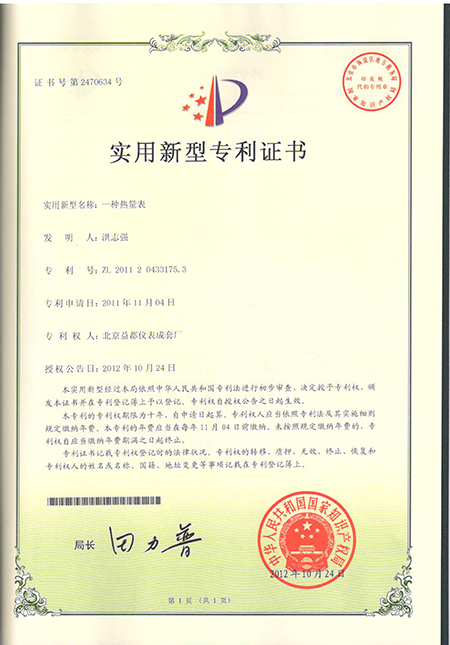 证书号第2470634号
实用新型专利证书
实用新型名称：一种热量表
发明人：洪志强
专利号：ZL 2011 2 0433175.3
专利申请日：2011年11月04日
专利权人：北京益都仪表成套厂
授权公告日：2012年10月24日
本实用新型经过本局依照中华人民共和国专利法进行初步审查，决定授予专利权，颁
发本证书并在专利登记簿上予以登记。专利权自授权公告之日起生效。
本专利的专利权期限为十年，自申请日起算。专利权人应当依照专利法及其实施细则
规定缴纳年费。本专利的年费应当在每年11月04日前缴纳。未按照规定缴纳年费的，专利
权自应当缴纳年费期满之日起终止。
专利证书记载专利权登记时的法律状况。专利权的转移、质押、无效、终止、恢复和
专利权人的姓名或名称、国籍、地址变更等事项记载在专利登记簿上。
局长 田力普
中华人民共和国国家知识产权局
2012年10月24日
第1页（共1页）